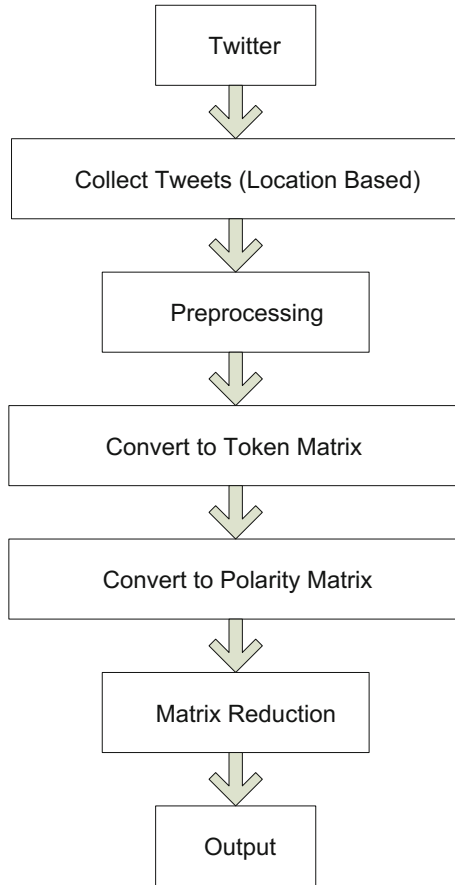 Twitter
Collect Tweets (Location Based)
Preprocessing
Convert to Token Matrix
Convert to Polarity Matrix
Matrix Reduction
Output